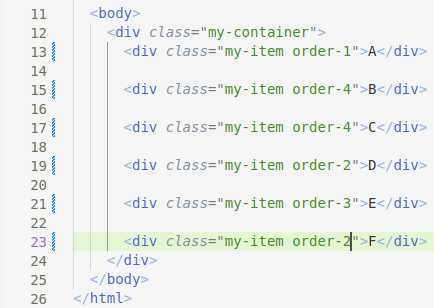 11 <body>
12 <div class="my-container">
13 <div class="my-item order-1">A</div>
14
15 <div class="my-item order-4">B</div>
16
17 <div class="my-item order-4">C</div>
18
19 <div class="my-item order-2">D</div>
20
21 <div class="my-item order-3">E</div>
22
23 <div class="my-item order-2">F</div>
24 </div>
25 </body>
26 </html>